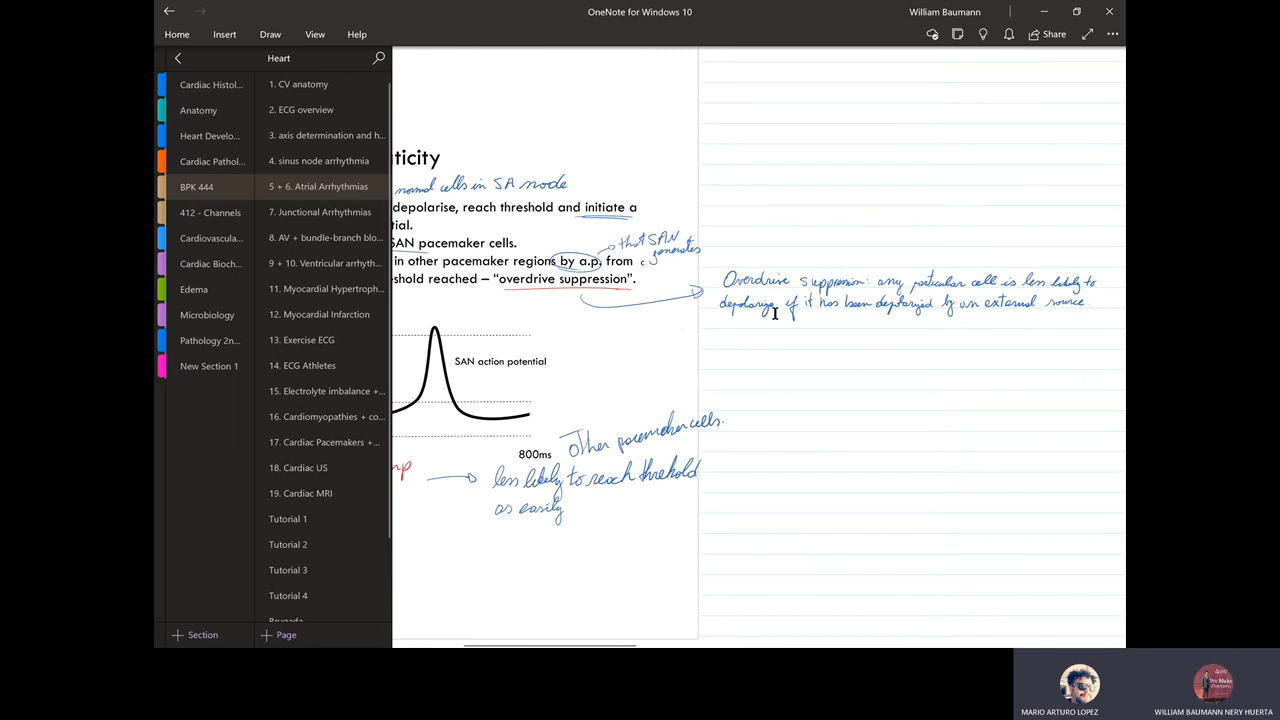 OneNote for Windows 10
William Baumann
Home Insert Draw View Help
Share
Heart
Cardiac Histol...
Anatomy
Heart Develo...
Cardiac Pathol...
BPK 444
412 - Channels
Cardiovascula...
Cardiac Bioch...
Edema
Microbiology
Pathology 2n...
New Section 1
Section
1. CV anatomy
2. ECG overview
3. axis determination and h...
4. sinus node arrhythmia
5 + 6. Atrial Arrhythmias
7. Junctional Arrhythmias
8. AV + bundle-branch blo...
9 + 10. Ventricular arryth...
11. Myocardial Hypertroph...
12. Myocardial Infarction
13. Exercise ECG
14. ECG Athletes
15. Electrolyte imbalance +...
16. Cardiomyopathies + co...
17. Cardiac Pacemakers +...
18. Cardiac US
19. Cardiac MRI
Tutorial 1
Tutorial 2
Tutorial 3
Tutorial 4
Brugada
Page
ticity
normal cells in SA node
depolarise, reach threshold and initiate a
tial.
SAN pacemaker cells.
that SAN
generates
in other pacemaker regions by a.p. from
shold reached – “overdrive suppression”.
Overdrive suppression: any particular cell is less likely to
depolarize if it has been depolarized by an external source
SAN action potential
800ms
other pacemaker cells.
less likely to reach threshold
as easily
MARIO ARTURO LOPEZ
We Make
Doctors
WILLIAM BAUMANN NERY HUERTA